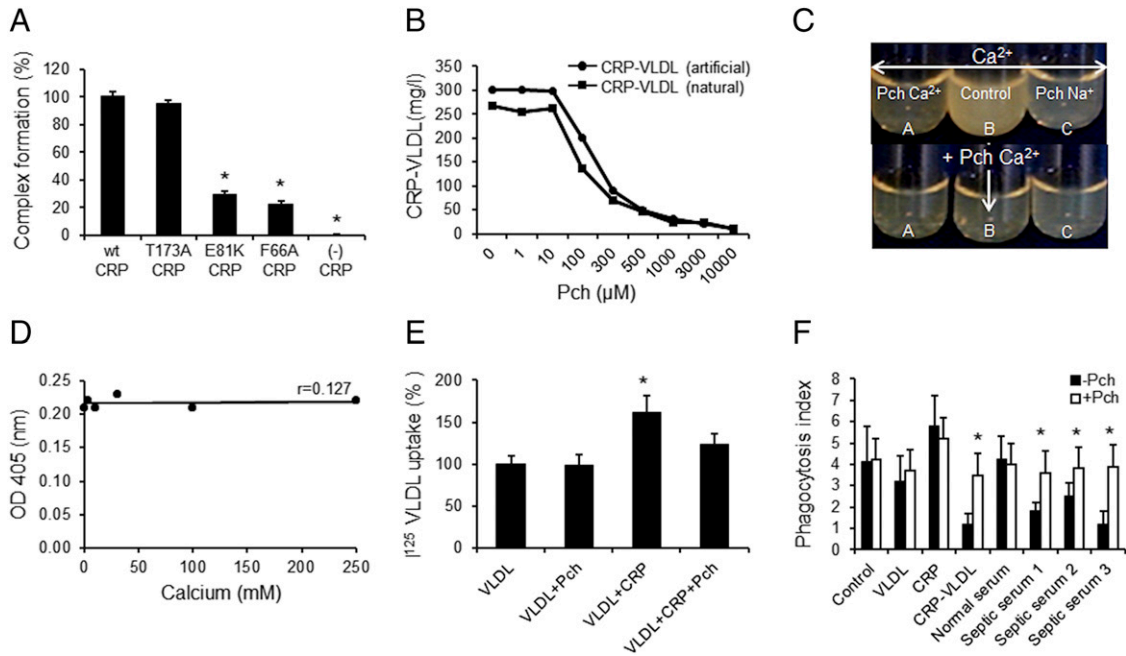 A
Complex formation (%)
120
100
80
60
40
20
0
wt CRP
T173A CRP
E81K CRP
F66A CRP
(-) CRP
*
*
*
B
CRP-VLDL(mg/l)
350
300
250
200
150
100
50
0
CRP-VLDL (artificial)
CRP-VLDL (natural)
0 1 10 100 300 500 1000 3000 10000
Pch (µM)
C
Ca²⁺
Pch Ca²⁺ Control Pch Na⁺
A B C
+ Pch Ca²⁺
A B C
D
OD 405 (nm)
0.25
0.20
0.15
0.10
0.05
0.00
r=0.127
0 50 100 150 200 250
Calcium (mM)
E
I¹²⁵ VLDL uptake (%)
200
150
100
50
0
*
VLDL
VLDL+Pch
VLDL+CRP
VLDL+CRP+Pch
F
Phagocytosis index
8
7
6
5
4
3
2
1
0
-Pch
+Pch
* * * *
Control
VLDL
CRP
CRP-VLDL
Normal serum
Septic serum 1
Septic serum 2
Septic serum 3